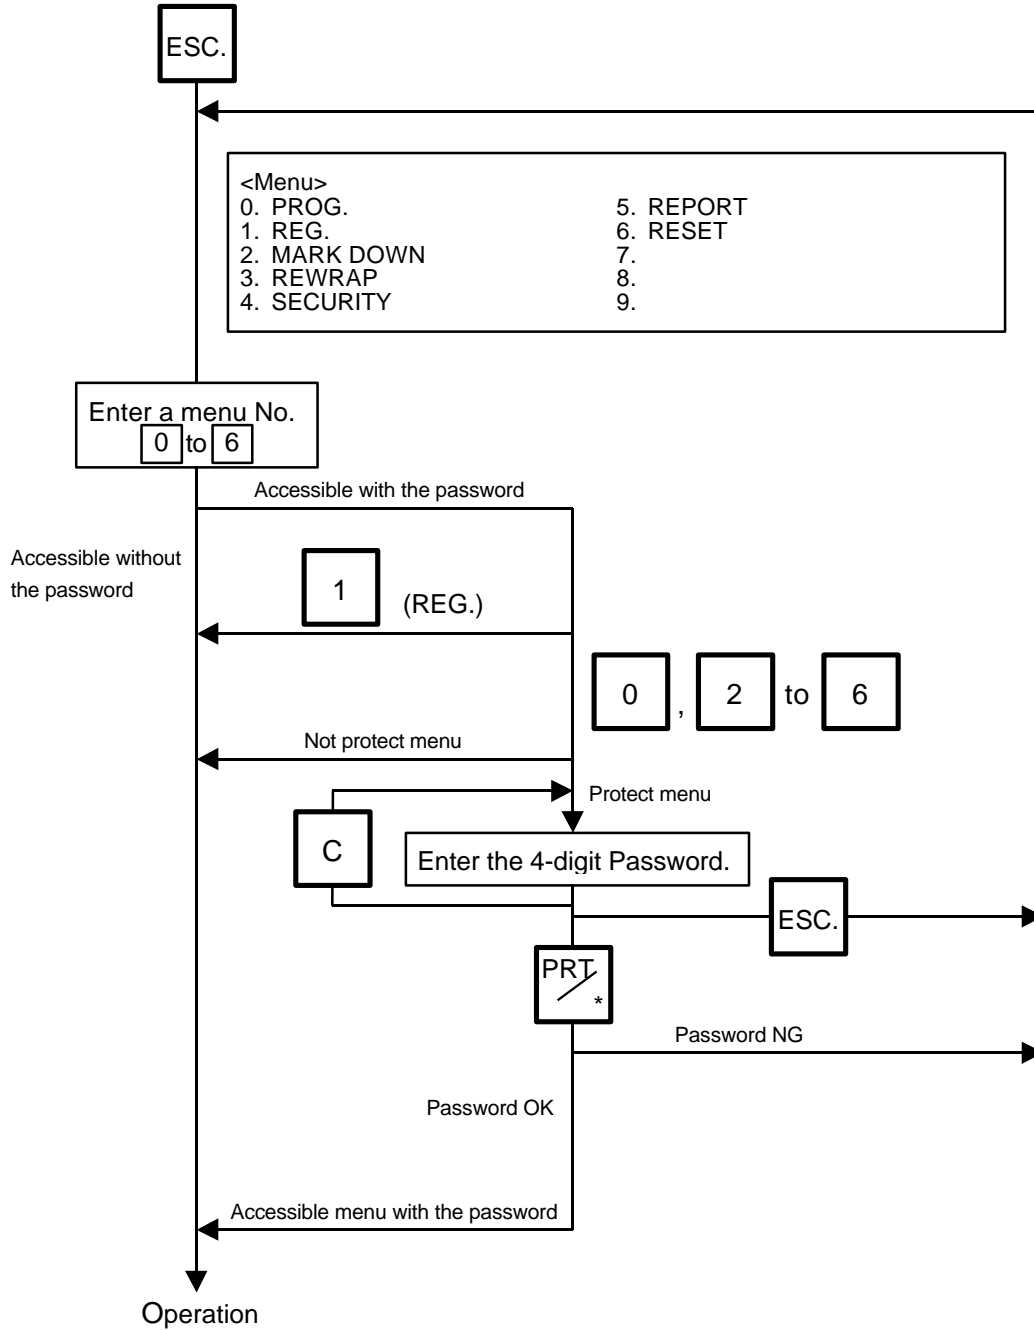 ESC.
<Menu>
0. PROG. 5. REPORT
1. REG. 6. RESET
2. MARK DOWN 7.
3. REWRAP 8.
4. SECURITY 9.
Enter a menu No.
0 to 6
Accessible with the password
Accessible without
the password
1 (REG.)
0 , 2 to 6
Not protect menu
Protect menu
C
Enter the 4-digit Password.
ESC.
PRT
*
Password NG
Password OK
Accessible menu with the password
Operation